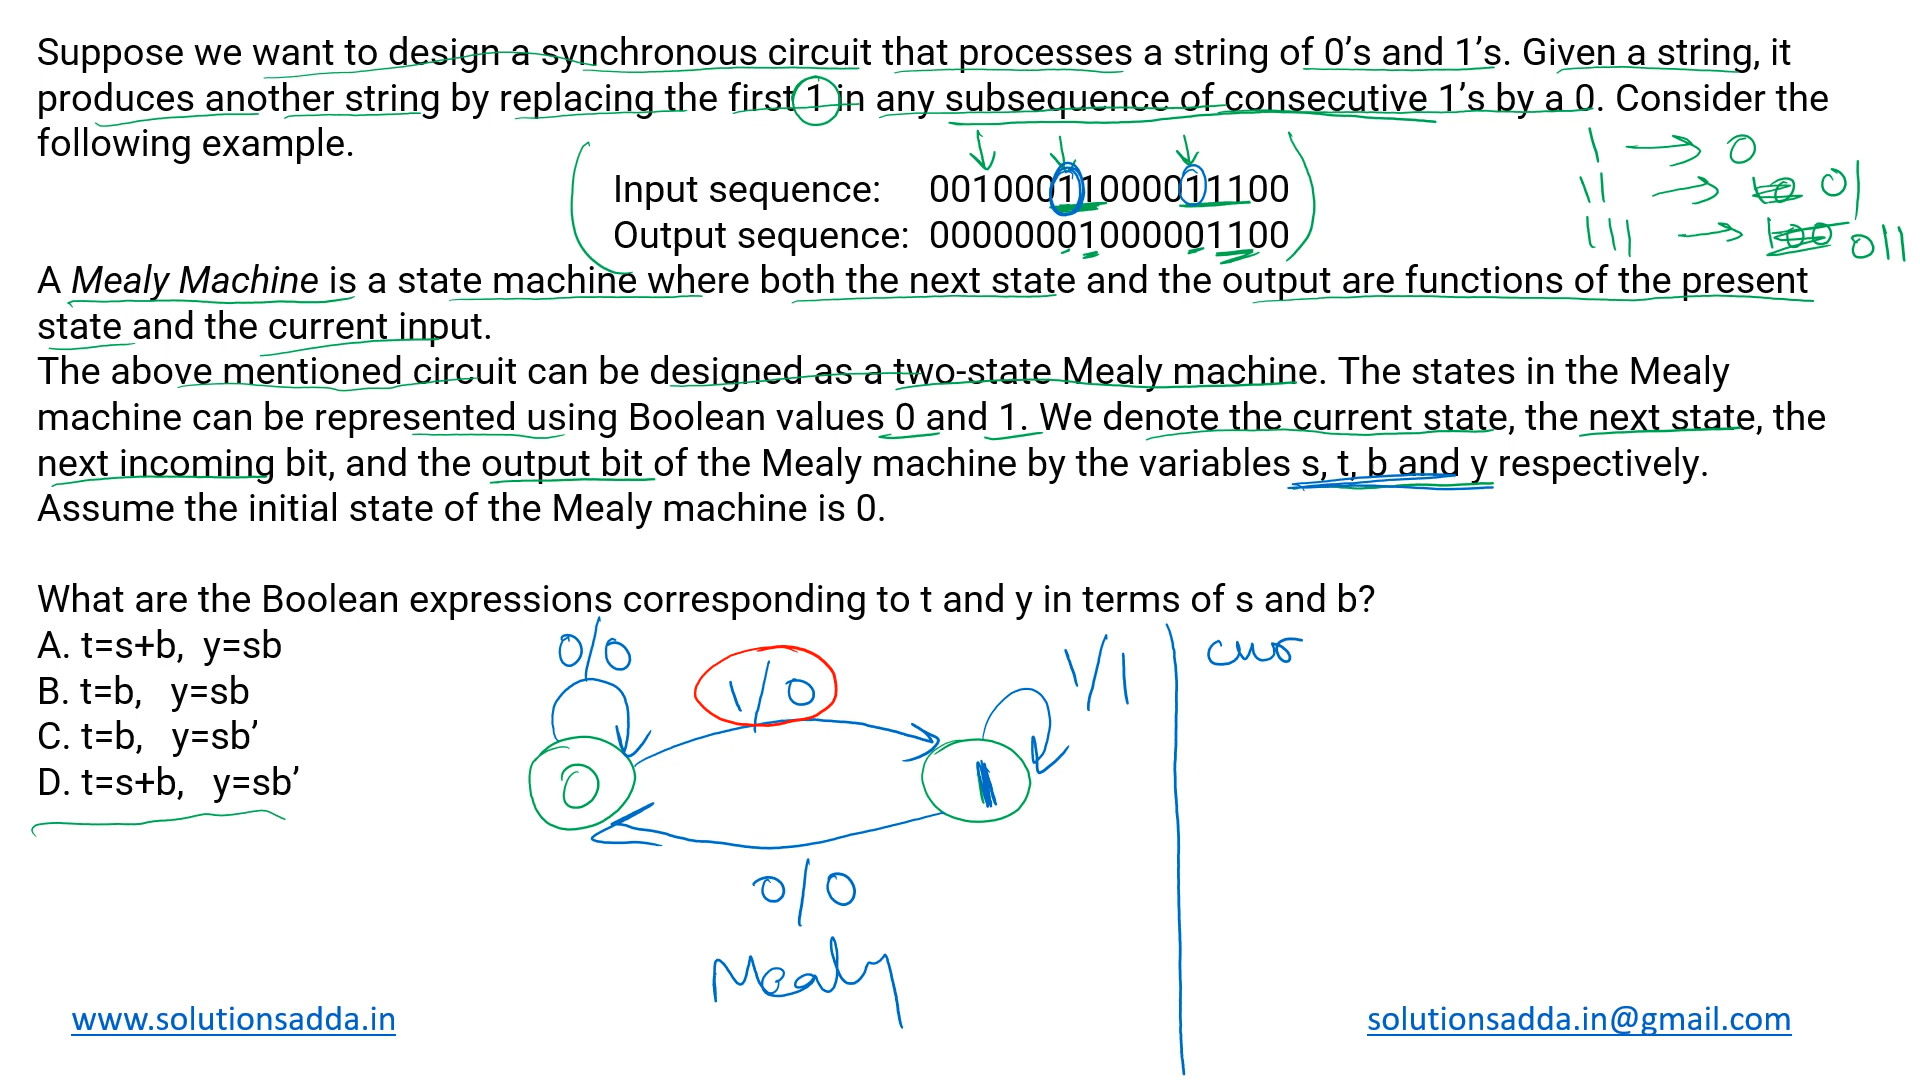 Suppose we want to design a synchronous circuit that processes a string of 0's and 1's. Given a string, it
produces another string by replacing the first 1 in any subsequence of consecutive 1's by a 0. Consider the
following example.
1 → 0
Input sequence: 00100011000011100
11 → 10 01
Output sequence: 00000001000001100
111 → 100 011
A Mealy Machine is a state machine where both the next state and the output are functions of the present
state and the current input.
The above mentioned circuit can be designed as a two-state Mealy machine. The states in the Mealy
machine can be represented using Boolean values 0 and 1. We denote the current state, the next state, the
next incoming bit, and the output bit of the Mealy machine by the variables s, t, b and y respectively.
Assume the initial state of the Mealy machine is 0.
What are the Boolean expressions corresponding to t and y in terms of s and b?
A. t=s+b, y=sb
B. t=b, y=sb
C. t=b, y=sb’
D. t=s+b, y=sb’
0/0
1/0
1/1
0
1
0/0
Mealy
www.solutionsadda.in
solutionsadda.in@gmail.com